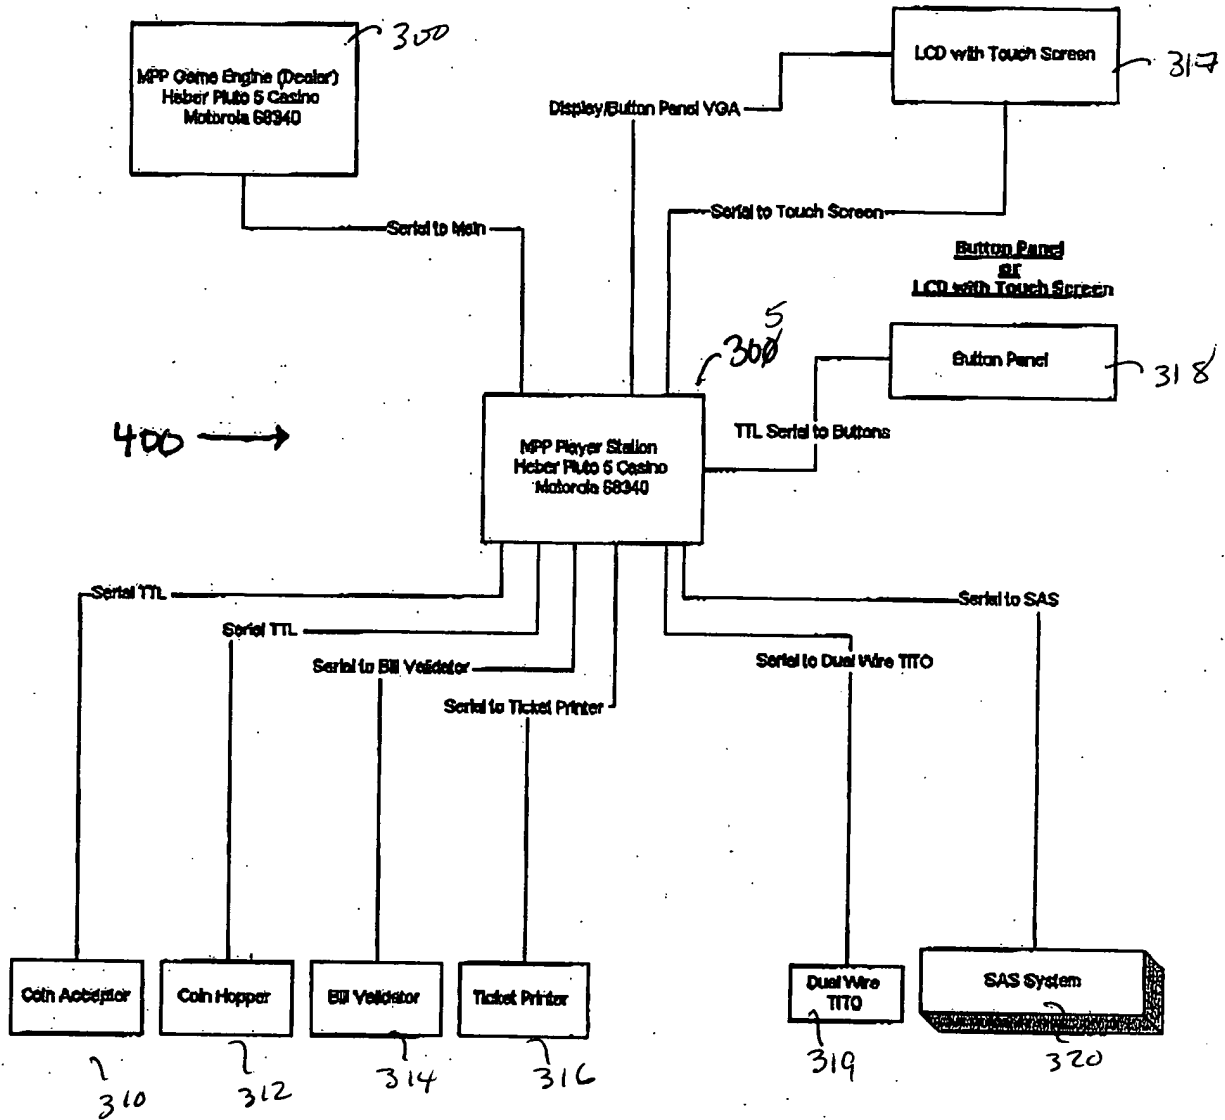 300
MPP Game Engine (Dealer)
Heber Pluto 5 Casino
Motorola 68340
LCD with Touch Screen
317
Display/Button Panel VGA
Serial to Main
Serial to Touch Screen
Button Panel
or
LCD with Touch Screen
5
300
Button Panel
318
400
TTL Serial to Buttons
MPP Player Station
Heber Pluto 5 Casino
Motorola 68340
Serial TTL
Serial to SAS
Serial TTL
Serial to Bill Validator
Serial to Dual Wire TITO
Serial to Ticket Printer
Coin Acceptor
Coin Hopper
Bill Validator
Ticket Printer
Dual Wire
TITO
SAS System
310
312
314
316
319
320